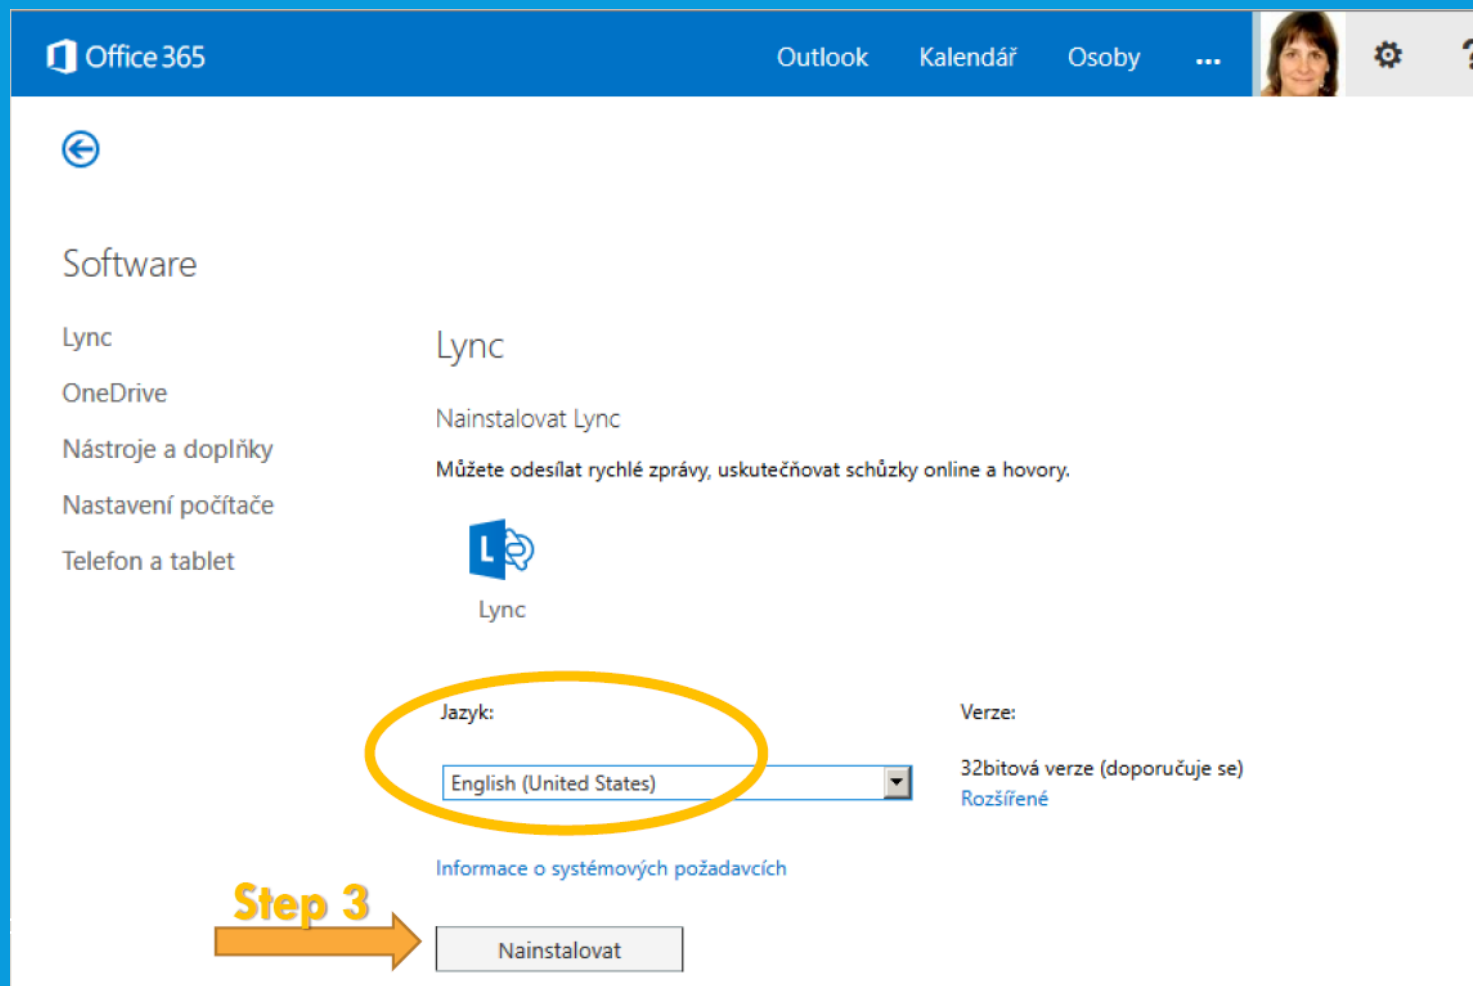 Office 365
Outlook Kalendář Osoby ... ?
Software
Lync
OneDrive
Nástroje a doplňky
Nastavení počítače
Telefon a tablet
Lync
Nainstalovat Lync
Můžete odesílat rychlé zprávy, uskutečňovat schůzky online a hovory.
L
Lync
Jazyk:
English (United States)
Verze:
32bitová verze (doporučuje se)
Rozšířené
Informace o systémových požadavcích
Step 3
Nainstalovat